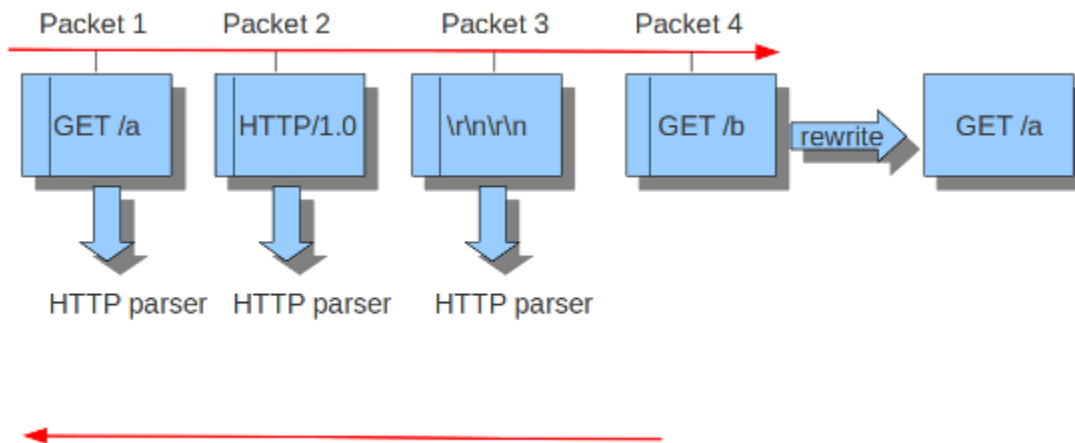 Packet 1 Packet 2 Packet 3 Packet 4
GET /a HTTP/1.0 \r\n\r\n GET /b rewrite GET /a
HTTP parser HTTP parser HTTP parser